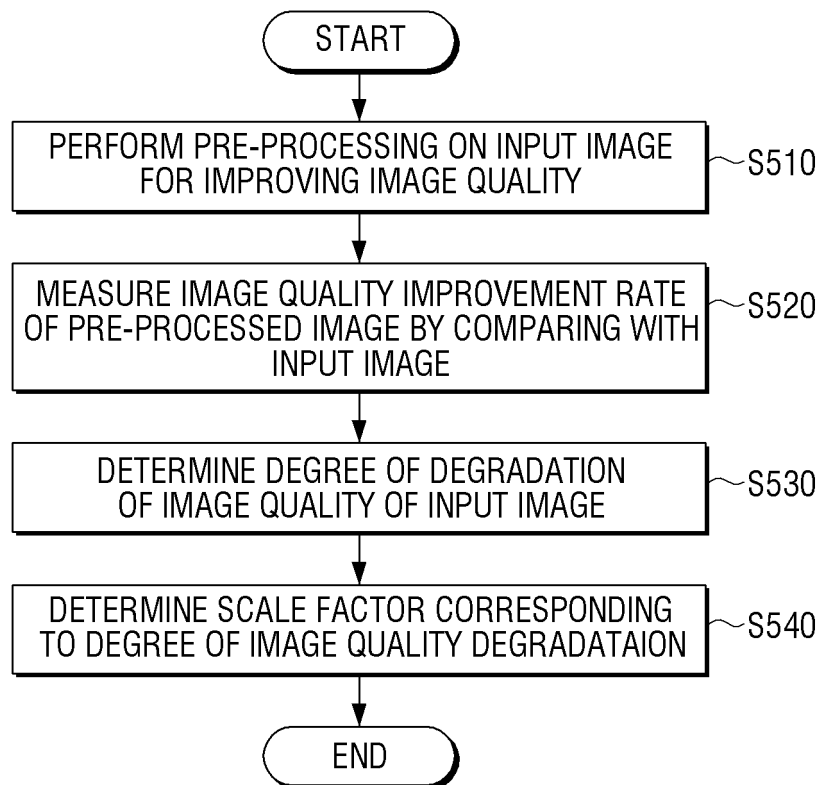 START
PERFORM PRE-PROCESSING ON INPUT IMAGE
FOR IMPROVING IMAGE QUALITY
S510
MEASURE IMAGE QUALITY IMPROVEMENT RATE
OF PRE-PROCESSED IMAGE BY COMPARING WITH
INPUT IMAGE
S520
DETERMINE DEGREE OF DEGRADATION
OF IMAGE QUALITY OF INPUT IMAGE
S530
DETERMINE SCALE FACTOR CORRESPONDING
TO DEGREE OF IMAGE QUALITY DEGRADATAION
S540
END